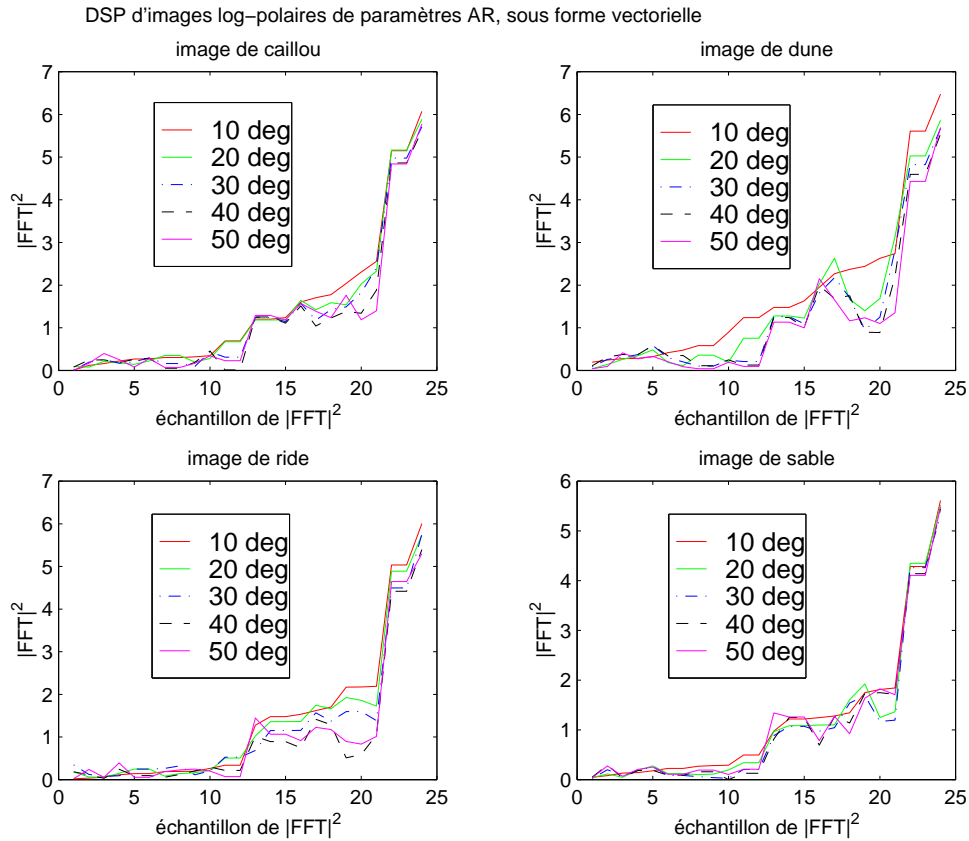 DSP d'images log−polaires de paramètres AR, sous forme vectorielle
image de caillou
7
6
5
4
3
2
1
0
|FFT|²
10 deg
20 deg
30 deg
40 deg
50 deg
0 5 10 15 20 25
échantillon de |FFT|²
image de dune
7
6
5
4
3
2
1
0
|FFT|²
10 deg
20 deg
30 deg
40 deg
50 deg
0 5 10 15 20 25
échantillon de |FFT|²
image de ride
7
6
5
4
3
2
1
0
|FFT|²
10 deg
20 deg
30 deg
40 deg
50 deg
0 5 10 15 20 25
échantillon de |FFT|²
image de sable
6
5
4
3
2
1
0
|FFT|²
10 deg
20 deg
30 deg
40 deg
50 deg
0 5 10 15 20 25
échantillon de |FFT|²